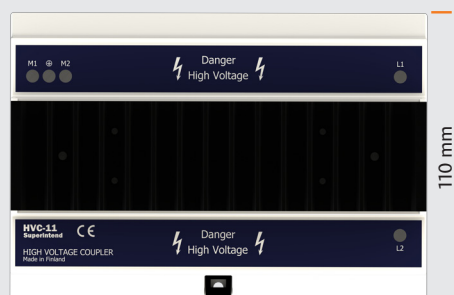 M1 ⊕ M2
Danger
High Voltage
L1
110 mm
HVC-11
Superintend
CE
HIGH VOLTAGE COUPLER
Made in Finland
Danger
High Voltage
L2